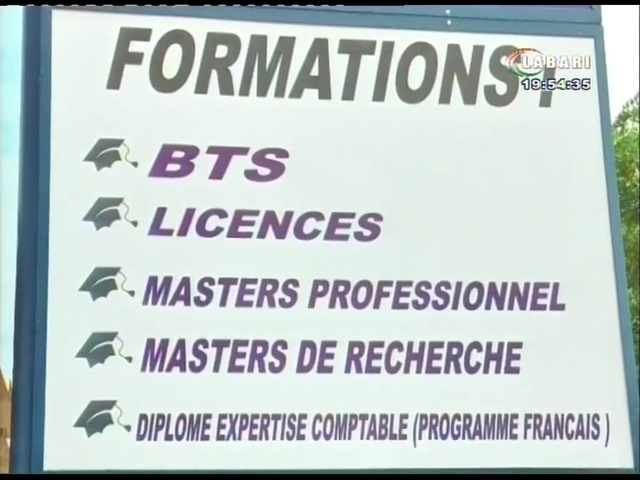 FORMATIONS :
LABARI
19:54:35
BTS
LICENCES
MASTERS PROFESSIONNEL
MASTERS DE RECHERCHE
DIPLOME EXPERTISE COMPTABLE (PROGRAMME FRANCAIS )